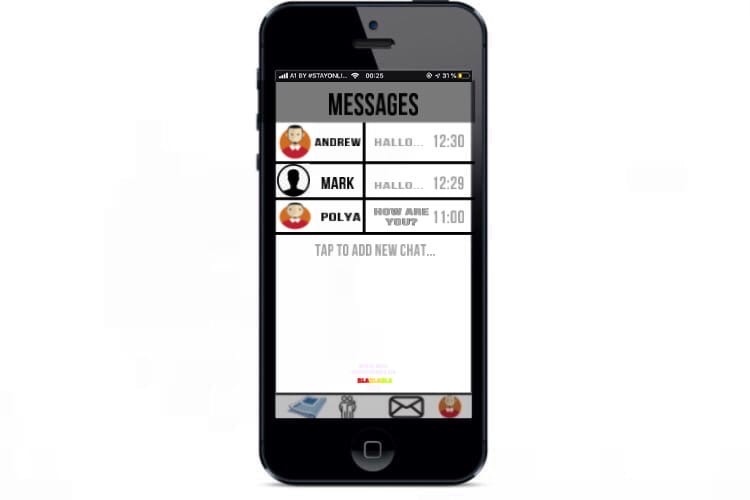 A1 BY #STAYONLI... 00:25 31 %
MESSAGES
ANDREW HALLO... 12:30
MARK HALLO... 12:29
POLYA HOW ARE YOU? 11:00
TAP TO ADD NEW CHAT...
BLABLABLA